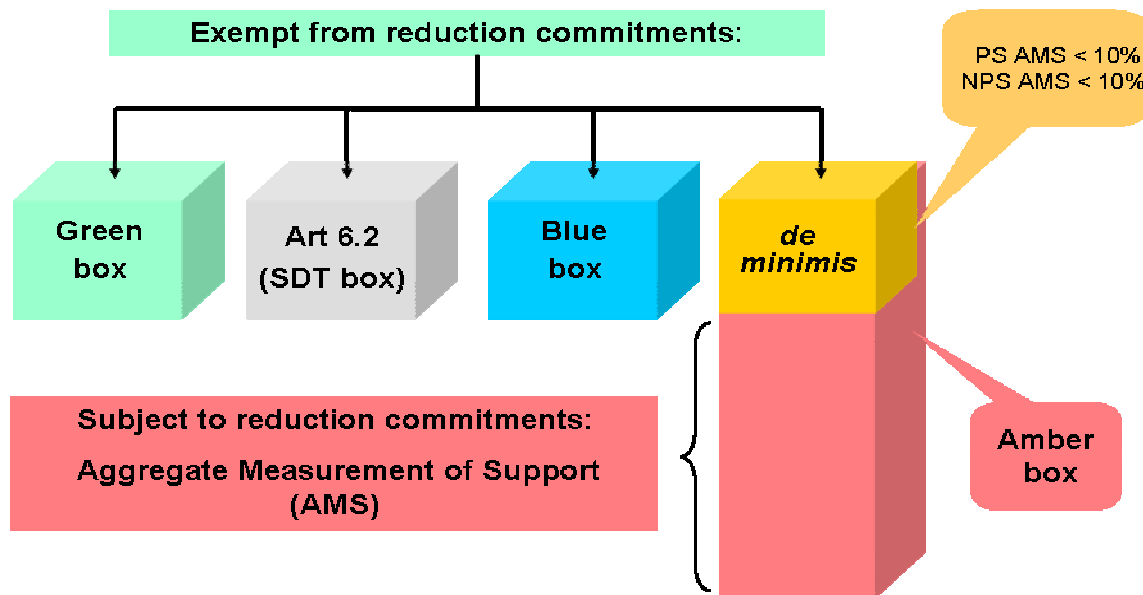 Exempt from reduction commitments:
PS AMS < 10%
NPS AMS < 10%
Green
box
Art 6.2
(SDT box)
Blue
box
de
minimis
Subject to reduction commitments:
Aggregate Measurement of Support
(AMS)
Amber
box